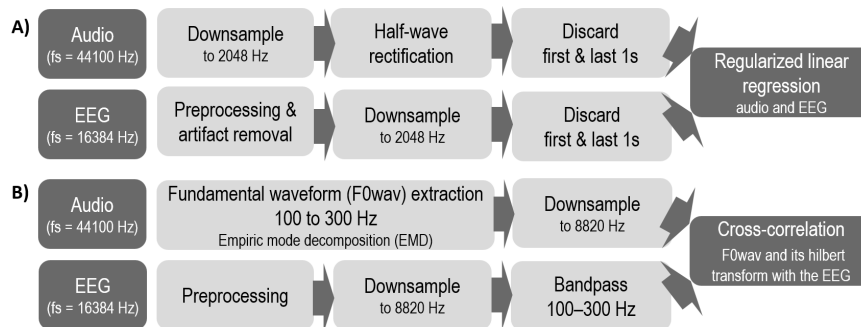 A)
Audio
(fs = 44100 Hz)
Downsample
to 2048 Hz
Half-wave
rectification
Discard
first & last 1s
Regularized linear
regression
audio and EEG
EEG
(fs = 16384 Hz)
Preprocessing &
artifact removal
Downsample
to 2048 Hz
Discard
first & last 1s
B)
Audio
(fs = 44100 Hz)
Fundamental waveform (F0wav) extraction
100 to 300 Hz
Empiric mode decomposition (EMD)
Downsample
to 8820 Hz
Cross-correlation
F0wav and its hilbert
transform with the EEG
EEG
(fs = 16384 Hz)
Preprocessing
Downsample
to 8820 Hz
Bandpass
100–300 Hz